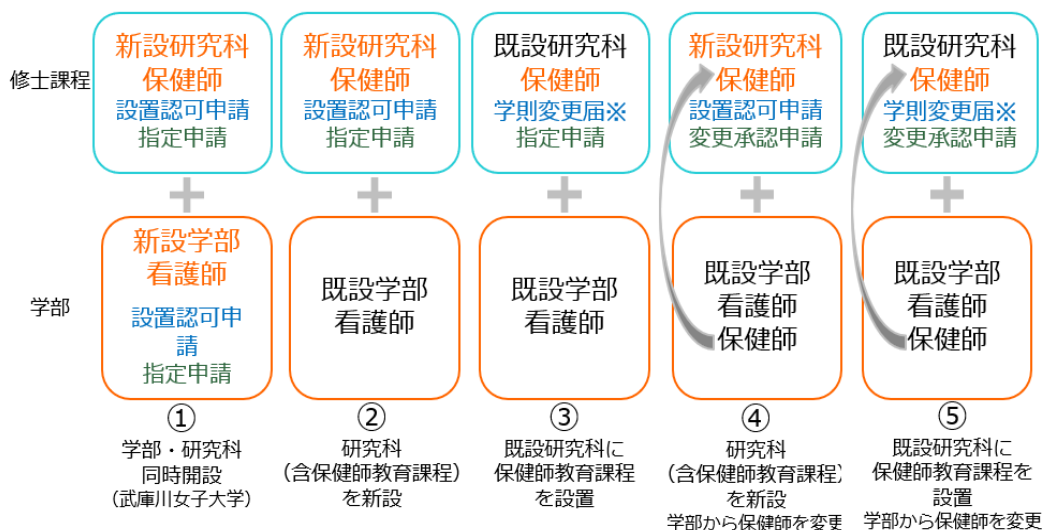 修士課程
新設研究科
保健師
設置認可申請
指定申請
新設研究科
保健師
設置認可申請
指定申請
既設研究科
保健師
学則変更届※
指定申請
新設研究科
保健師
設置認可申請
変更承認申請
既設研究科
保健師
学則変更届※
変更承認申請
学部
新設学部
看護師
設置認可申
請
指定申請
既設学部
看護師
既設学部
看護師
既設学部
看護師
保健師
既設学部
看護師
保健師
①
学部・研究科
同時開設
(武庫川女子大学)
②
研究科
(含保健師教育課程)
を新設
③
既設研究科に
保健師教育課程
を設置
④
研究科
(含保健師教育課程)
を新設
学部から保健師を変更
⑤
既設研究科に
保健師教育課程を
設置
学部から保健師を変更